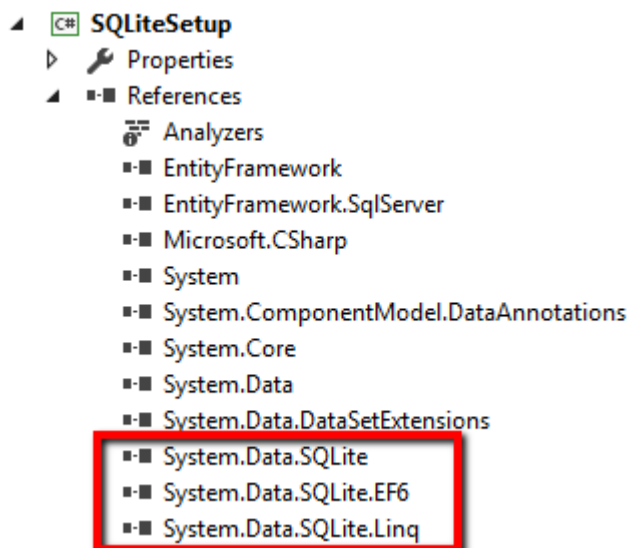 C# SQLiteSetup
Properties
References
Analyzers
EntityFramework
EntityFramework.SqlServer
Microsoft.CSharp
System
System.ComponentModel.DataAnnotations
System.Core
System.Data
System.Data.DataSetExtensions
System.Data.SQLite
System.Data.SQLite.EF6
System.Data.SQLite.Linq